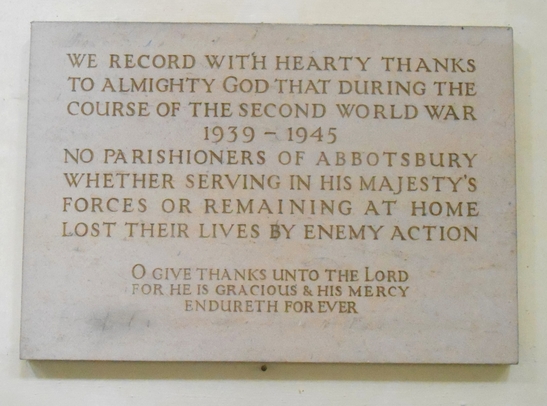 WE RECORD WITH HEARTY THANKS
TO ALMIGHTY GOD THAT DURING THE
COURSE OF THE SECOND WORLD WAR
1939 – 1945
NO PARISHIONERS OF ABBOTSBURY
WHETHER SERVING IN HIS MAJESTY'S
FORCES OR REMAINING AT HOME
LOST THEIR LIVES BY ENEMY ACTION
O GIVE THANKS UNTO THE LORD
FOR HE IS GRACIOUS & HIS MERCY
ENDURETH FOR EVER